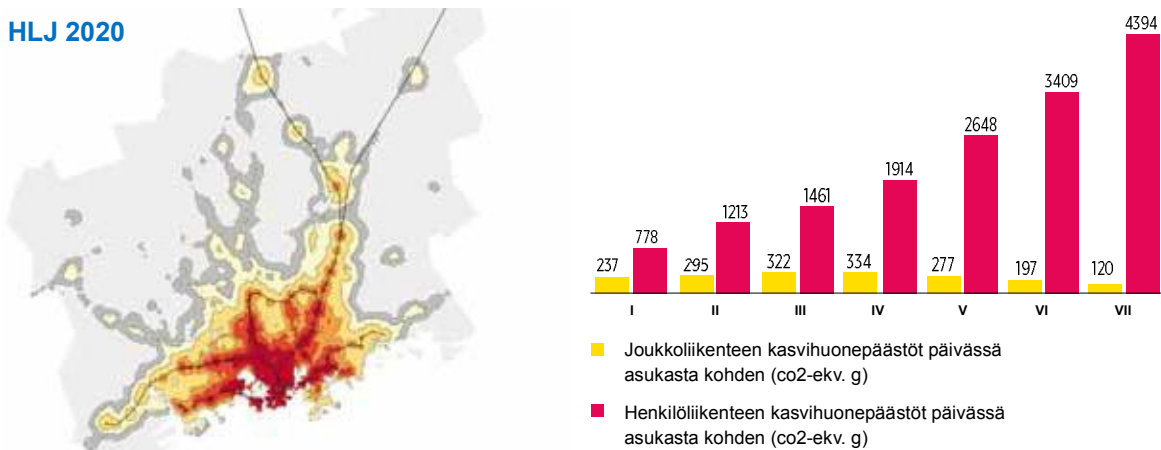 HLJ 2020
4394
3409
2648
1914
1461
1213
778
237 295 322 334 277 197 120
I II III IV V VI VII
Joukkoliikenteen kasvihuonepäästöt päivässä
asukasta kohden (co2-ekv. g)
Henkilöliikenteen kasvihuonepäästöt päivässä
asukasta kohden (co2-ekv. g)